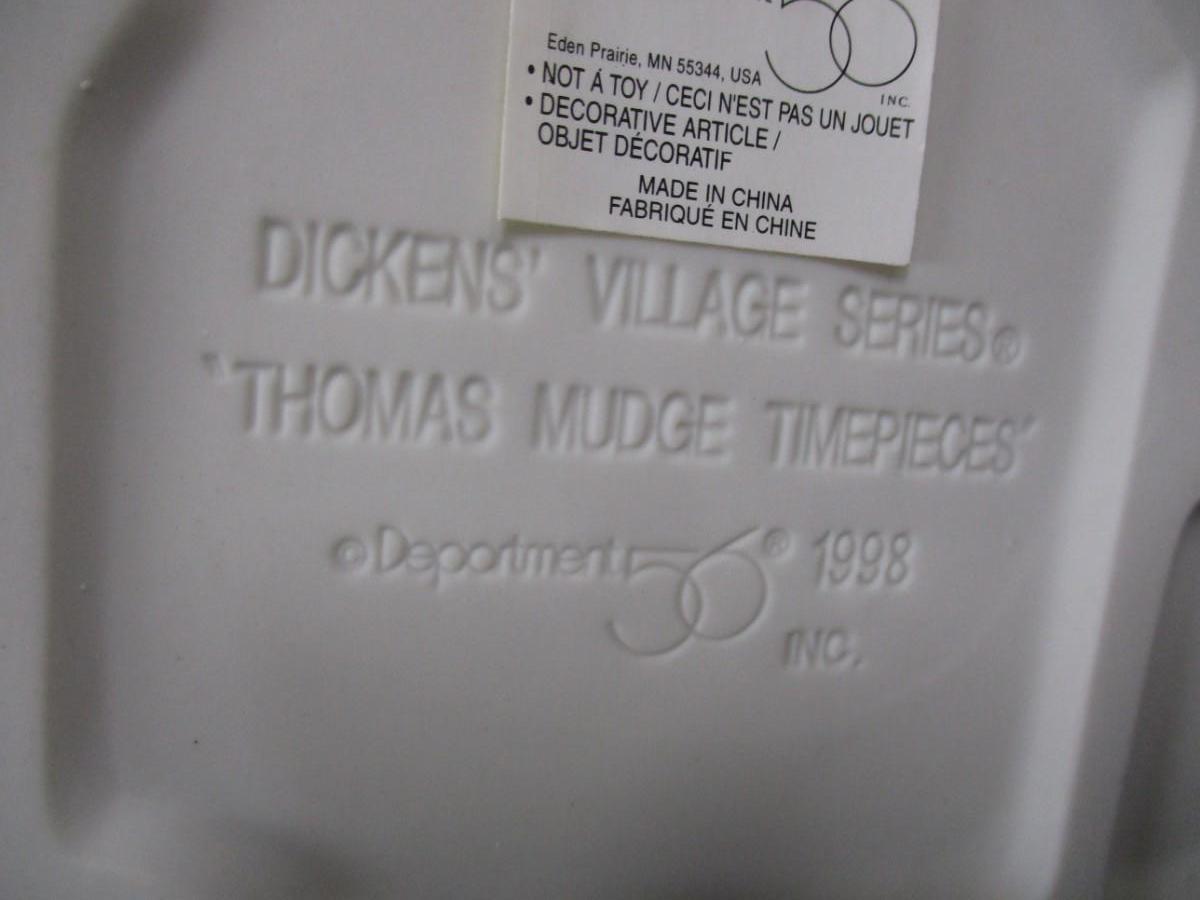 Eden Prairie, MN 55344, USA
56
INC.
• NOT Á TOY / CECI N'EST PAS UN JOUET
• DECORATIVE ARTICLE /
OBJET DÉCORATIF
MADE IN CHINA
FABRIQUÉ EN CHINE
DICKENS' VILLAGE SERIES®
"THOMAS MUDGE TIMEPIECES"
©Department 56® 1998
INC.